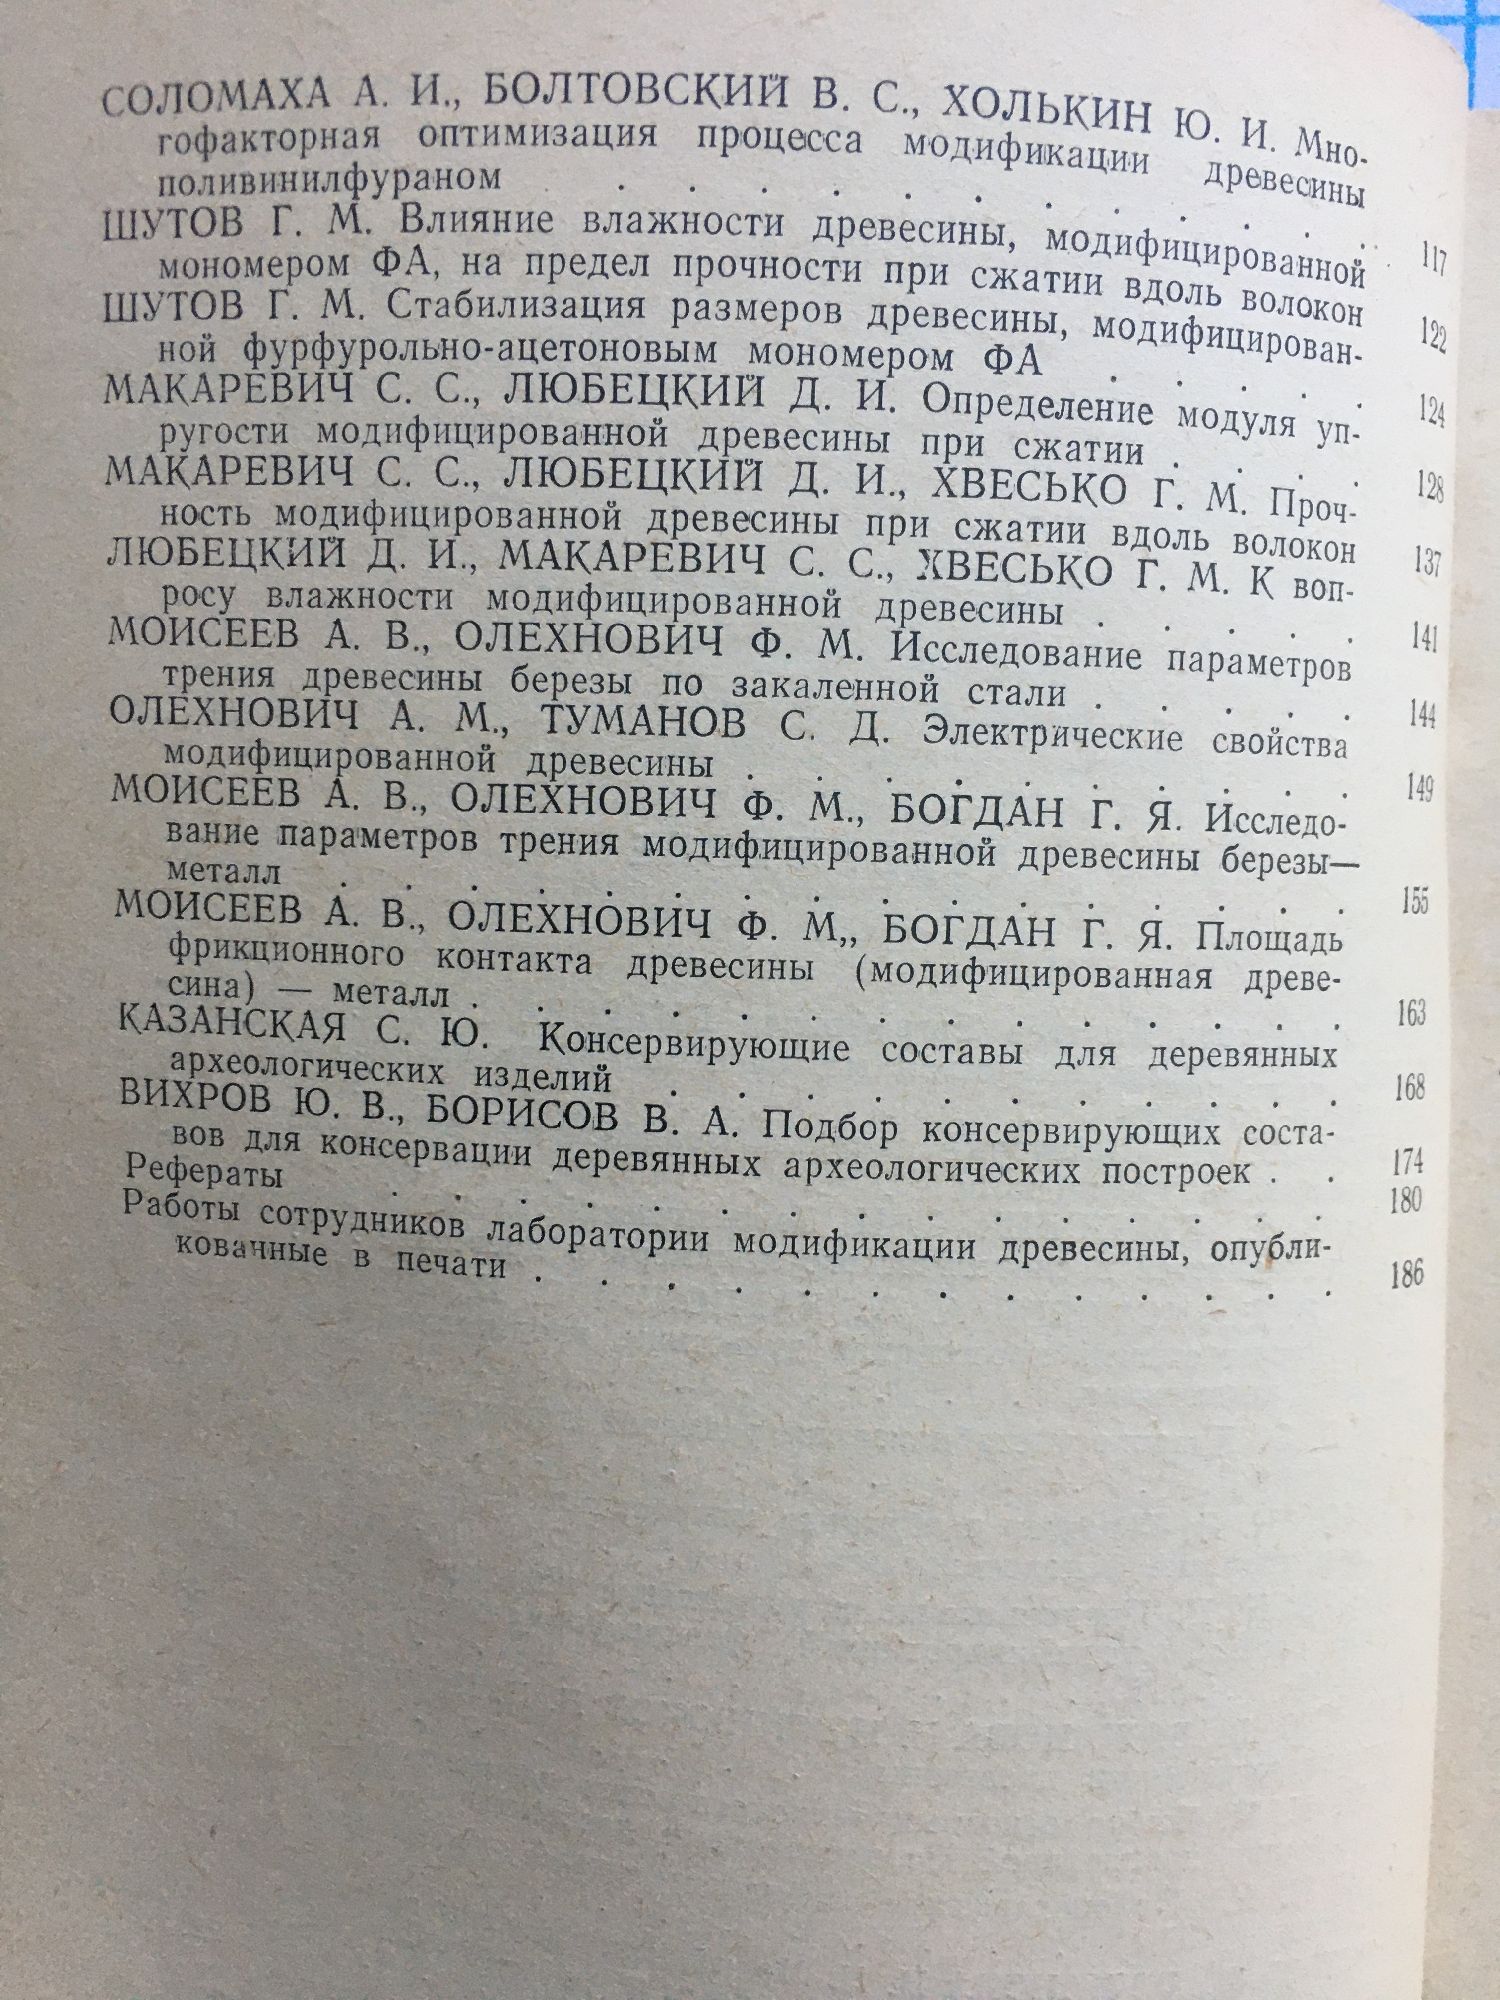 СОЛОМАХА А. И., БОЛТОВСКИЙ В. С., ХОЛЬКИН Ю. И. Мно-
гофакторная оптимизация процесса модификации древесины
поливинилфураном . . . . . . . . . . . . 117
ШУТОВ Г. М. Влияние влажности древесины, модифицированной
мономером ФА, на предел прочности при сжатии вдоль волокон 122
ШУТОВ Г. М. Стабилизация размеров древесины, модифицирован-
ной фурфурольно-ацетоновым мономером ФА . . . . . 124
МАКАРЕВИЧ С. С., ЛЮБЕЦКИЙ Д. И. Определение модуля уп-
ругости модифицированной древесины при сжатии . . . . 128
МАКАРЕВИЧ С. С., ЛЮБЕЦКИЙ Д. И., ХВЕСЬКО Г. М. Проч-
ность модифицированной древесины при сжатии вдоль волокон 137
ЛЮБЕЦКИЙ Д. И., МАКАРЕВИЧ С. С., ХВЕСЬКО Г. М. К воп-
росу влажности модифицированной древесины . . . . . 141
МОИСЕЕВ А. В., ОЛЕХНОВИЧ Ф. М. Исследование параметров
трения древесины березы по закаленной стали . . . . . 144
ОЛЕХНОВИЧ А. М., ТУМАНОВ С. Д. Электрические свойства
модифицированной древесины . . . . . . . . . . 149
МОИСЕЕВ А. В., ОЛЕХНОВИЧ Ф. М., БОГДАН Г. Я. Исследо-
вание параметров трения модифицированной древесины березы—
металл . . . . . . . . . . . . . . . . 155
МОИСЕЕВ А. В., ОЛЕХНОВИЧ Ф. М,, БОГДАН Г. Я. Площадь
фрикционного контакта древесины (модифицированная древе-
сина) — металл . . . . . . . . . . . . . . 163
КАЗАНСКАЯ С. Ю. Консервирующие составы для деревянных
археологических изделий . . . . . . . . . . . 168
ВИХРОВ Ю. В., БОРИСОВ В. А. Подбор консервирующих соста-
вов для консервации деревянных археологических построек . . 174
Рефераты . . . . . . . . . . . . . . . 180
Работы сотрудников лаборатории модификации древесины, опубли-
кованные в печати . . . . . . . . . . . . . 186